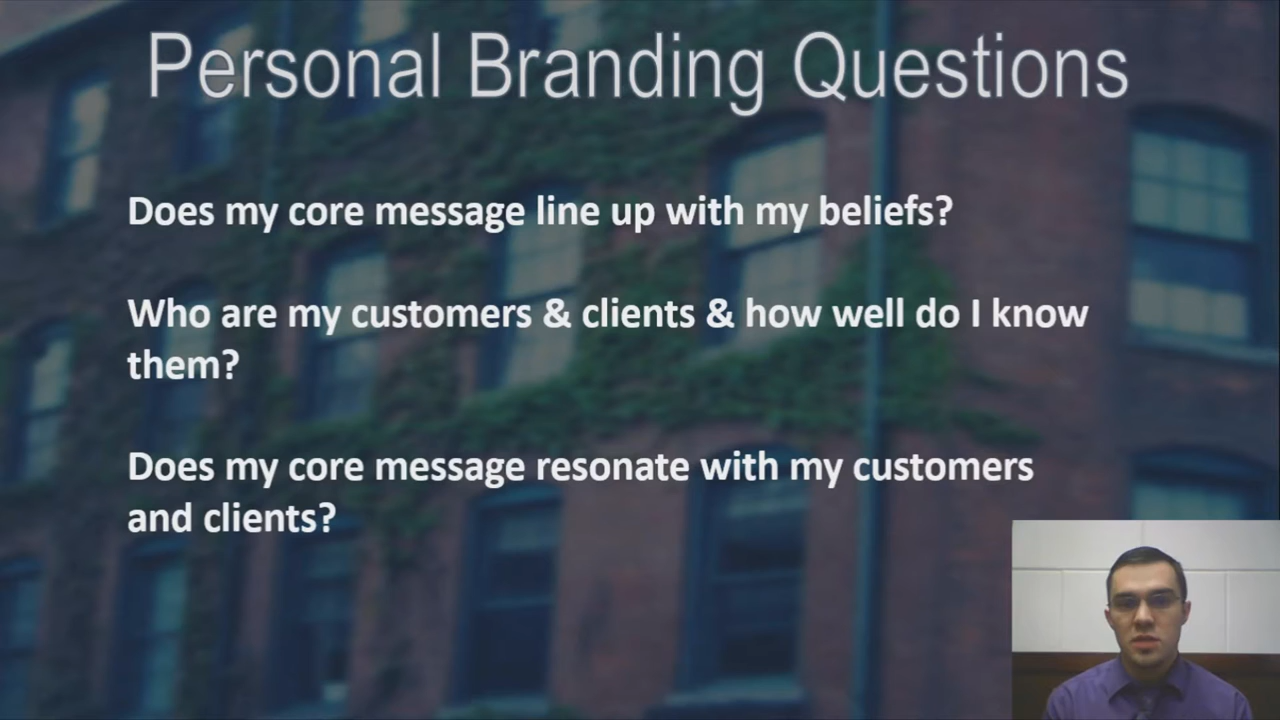 Personal Branding Questions
Does my core message line up with my beliefs?
Who are my customers & clients & how well do I know
them?
Does my core message resonate with my customers
and clients?